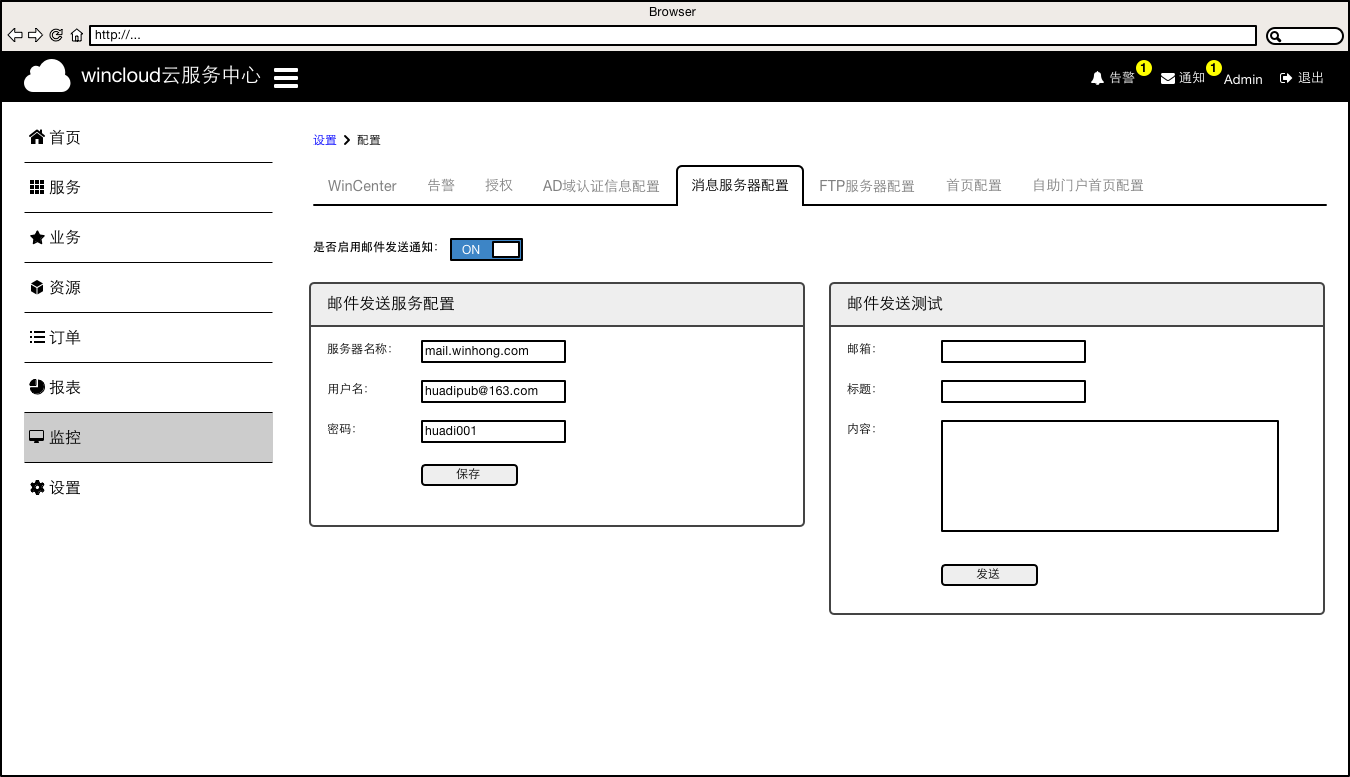 Browser
http://...
wincloud云服务中心
告警 1 通知 1 Admin 退出
首页
服务
业务
资源
订单
报表
监控
设置
设置 配置
WinCenter 告警 授权 AD域认证信息配置 消息服务器配置 FTP服务器配置 首页配置 自助门户首页配置
是否启用邮件发送通知： ON
邮件发送服务配置
服务器名称： mail.winhong.com
用户名： huadipub@163.com
密码： huadi001
保存
邮件发送测试
邮箱：
标题：
内容：
发送